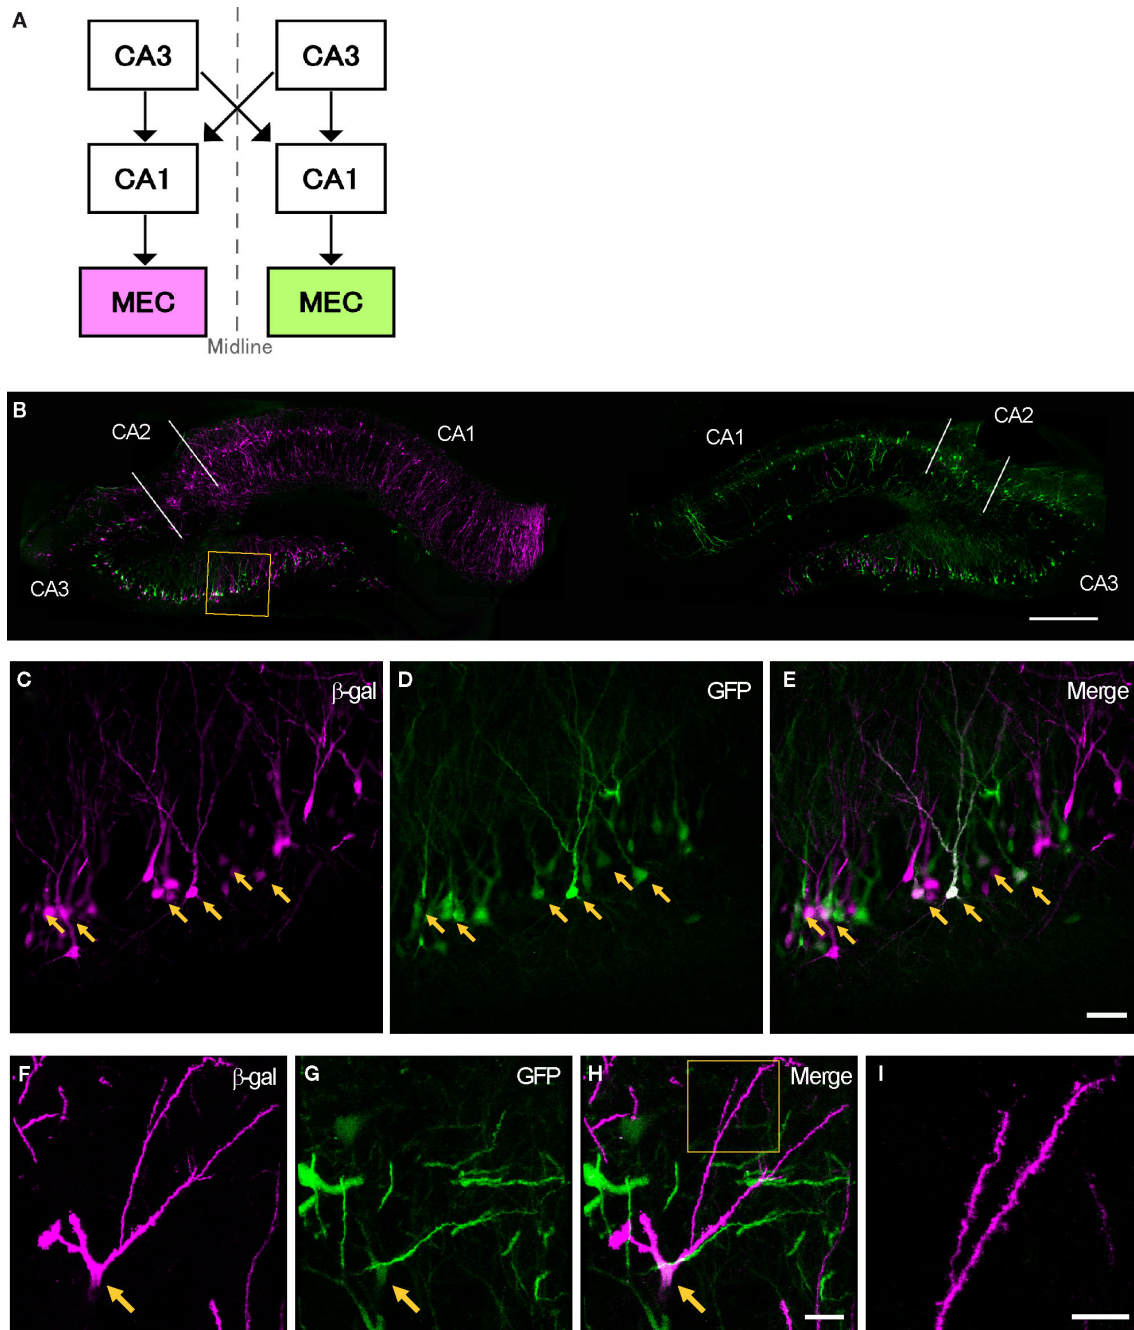 A
CA3 CA3
CA1 CA1
MEC MEC
Midline
B
CA2 CA1 CA1 CA2
CA3 CA3
C β-gal D GFP E Merge
F β-gal G GFP H Merge I